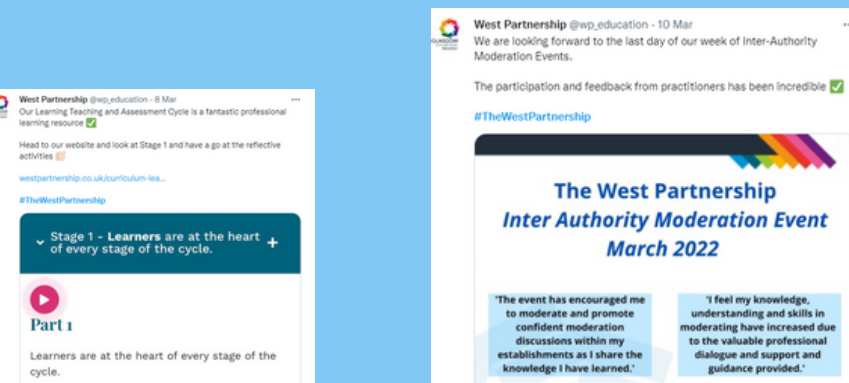 West Partnership @wp_education - 8 Mar
Our Learning Teaching and Assessment Cycle is a fantastic professional
learning resource ✅
Head to our website and look at Stage 1 and have a go at the reflective
activities 👏🏻
westpartnership.co.uk/curriculum-lea...
#TheWestPartnership
Stage 1 - Learners are at the heart
of every stage of the cycle.
Part 1
Learners are at the heart of every stage of the
cycle.
West Partnership @wp_education - 10 Mar
We are looking forward to the last day of our week of Inter-Authority
Moderation Events.
The participation and feedback from practitioners has been incredible ✅
#TheWestPartnership
The West Partnership
Inter Authority Moderation Event
March 2022
'The event has encouraged me
to moderate and promote
confident moderation
discussions within my
establishments as I share the
knowledge I have learned.'
'I feel my knowledge,
understanding and skills in
moderating have increased due
to the valuable professional
dialogue and support and
guidance provided.'